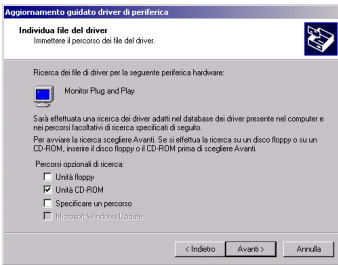 Aggiornamento guidato driver di periferica
Individua file del driver
Immettere il percorso dei file del driver.
Ricerca dei file di driver per la seguente periferica hardware:
Monitor Plug and Play
Sarà effettuata una ricerca dei driver adatti nel database dei driver presente nel computer e
nei percorsi facoltativi di ricerca specificati di seguito.
Per avviare la ricerca scegliere Avanti. Se si effettua la ricerca su un disco floppy o su un
CD-ROM, inserire il disco floppy o il CD-ROM prima di scegliere Avanti.
Percorsi opzionali di ricerca:
Unità floppy
Unità CD-ROM
Specificare un percorso
Microsoft Windows Update
< Indietro
Avanti >
Annulla